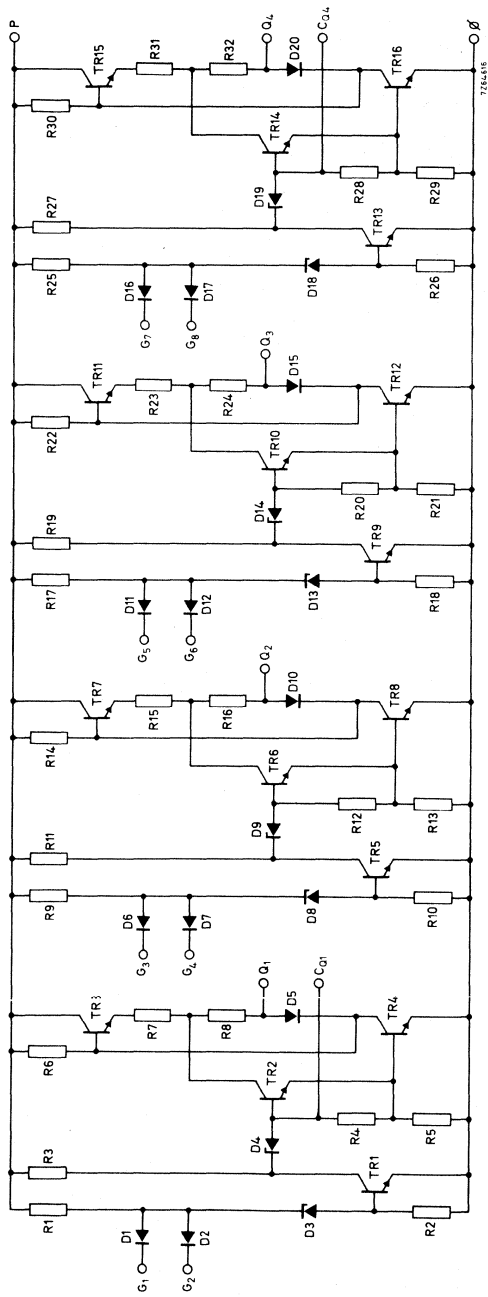 R1
R3
R6
TR3
R7
R8
Q1
D1
G1
D2
G2
D4
TR2
CQ1
D5
D3
TR1
R4
TR4
R2
R5
R9
R11
R14
TR7
R15
R16
Q2
D6
G3
D7
G4
D9
TR6
D10
D8
TR5
R12
TR8
R10
R13
R17
R19
R22
TR11
R23
R24
Q3
D11
G5
D12
G6
D14
TR10
D15
D13
TR9
R20
TR12
R18
R21
R25
R27
R30
TR15
R31
R32
Q4
CQ4
P
D16
G7
D17
G8
D19
TR14
D20
D18
TR13
R28
TR16
R26
R29
Ø
7Z64616